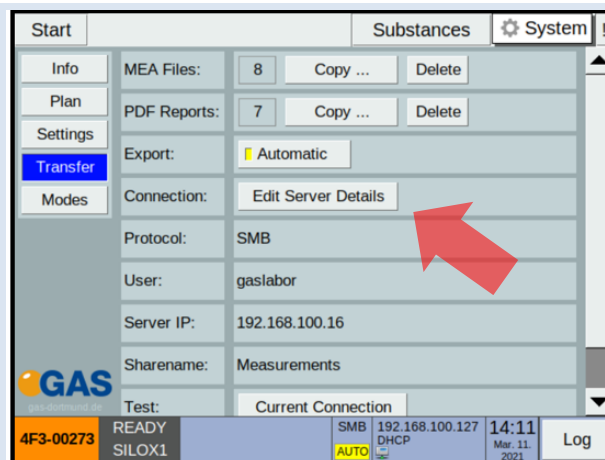 Start Substances System
Info MEA Files: 8 Copy ... Delete
Plan PDF Reports: 7 Copy ... Delete
Settings
Transfer Export: Automatic
Modes Connection: Edit Server Details
Protocol: SMB
User: gaslabor
Server IP: 192.168.100.16
Sharename: Measurements
GAS
gas-dortmund.de
Test: Current Connection
4F3-00273 READY SILOX1 SMB AUTO 192.168.100.127 DHCP 14:11 Mar. 11. 2021 Log